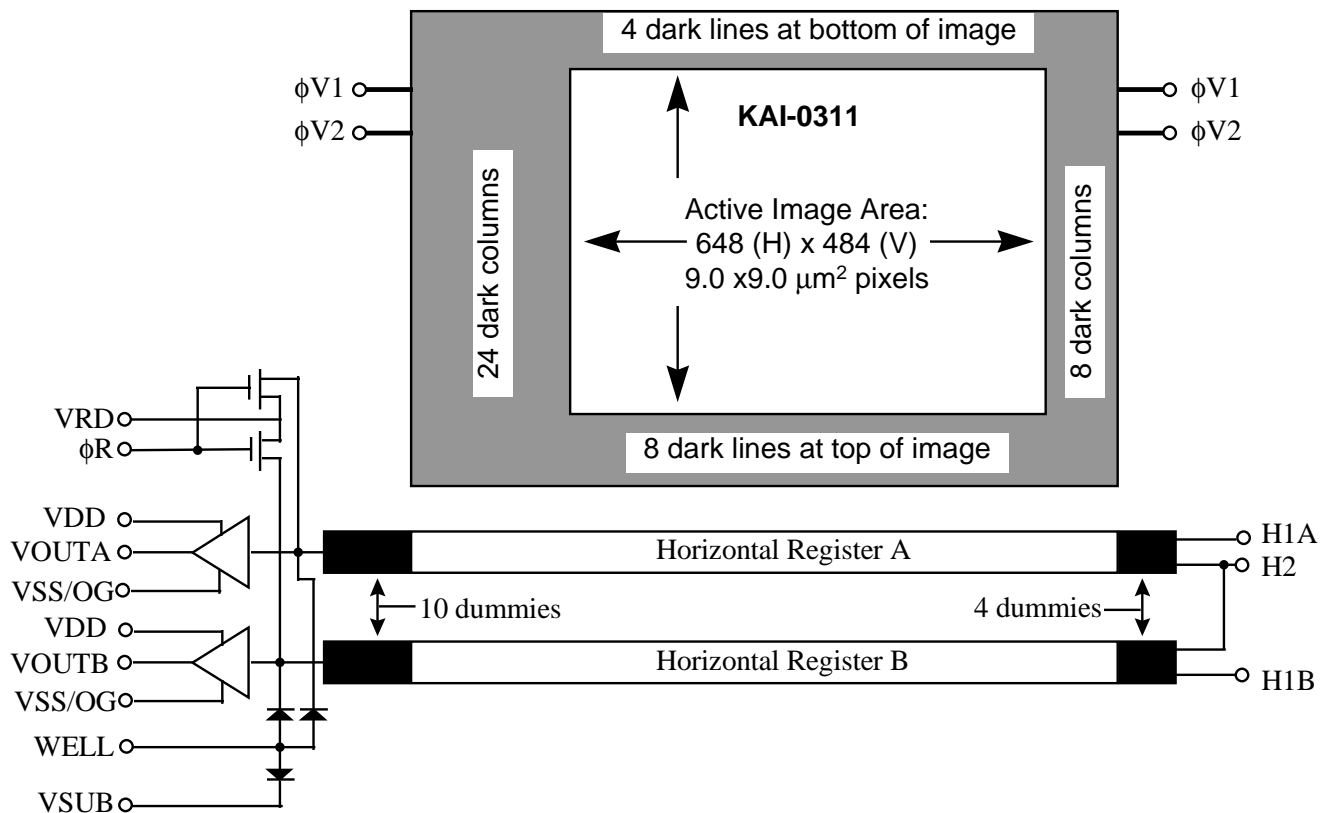 4 dark lines at bottom of image
ϕV1
ϕV2
ϕV1
ϕV2
KAI-0311
24 dark columns
Active Image Area:
648 (H) x 484 (V)
9.0 x9.0 μm² pixels
8 dark columns
8 dark lines at top of image
VRD
ϕR
VDD
VOUTA
VSS/OG
Horizontal Register A
H1A
H2
10 dummies
4 dummies
VDD
VOUTB
VSS/OG
Horizontal Register B
H1B
WELL
VSUB